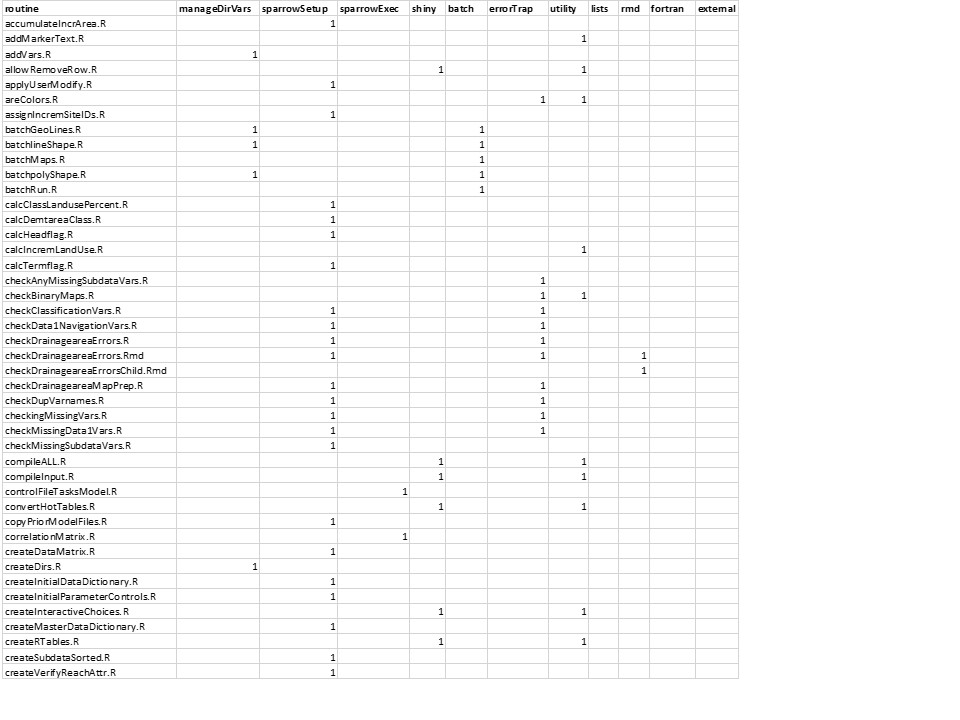 routine manageDirVars sparrowSetup sparrowExec shiny batch errorTrap utility lists rmd fortran external
accumulateIncrArea.R 1
addMarkerText.R 1
addVars.R 1
allowRemoveRow.R 1 1
applyUserModify.R 1
areColors.R 1 1
assignIncremSiteIDs.R 1
batchGeoLines.R 1 1
batchlineShape.R 1 1
batchMaps.R 1
batchpolyShape.R 1 1
batchRun.R 1
calcClassLandusePercent.R 1
calcDemtareaClass.R 1
calcHeadflag.R 1
calcIncremLandUse.R 1
calcTermflag.R 1
checkAnyMissingSubdataVars.R 1
checkBinaryMaps.R 1 1
checkClassificationVars.R 1 1
checkData1NavigationVars.R 1 1
checkDrainageareaErrors.R 1 1
checkDrainageareaErrors.Rmd 1 1 1
checkDrainageareaErrorsChild.Rmd 1
checkDrainageareaMapPrep.R 1 1
checkDupVarnames.R 1 1
checkingMissingVars.R 1 1
checkMissingData1Vars.R 1 1
checkMissingSubdataVars.R 1
compileALL.R 1 1
compileInput.R 1 1
controlFileTasksModel.R 1
convertHotTables.R 1 1
copyPriorModelFiles.R 1
correlationMatrix.R 1
createDataMatrix.R 1
createDirs.R 1
createInitialDataDictionary.R 1
createInitialParameterControls.R 1
createInteractiveChoices.R 1 1
createMasterDataDictionary.R 1
createRTables.R 1 1
createSubdataSorted.R 1
createVerifyReachAttr.R 1